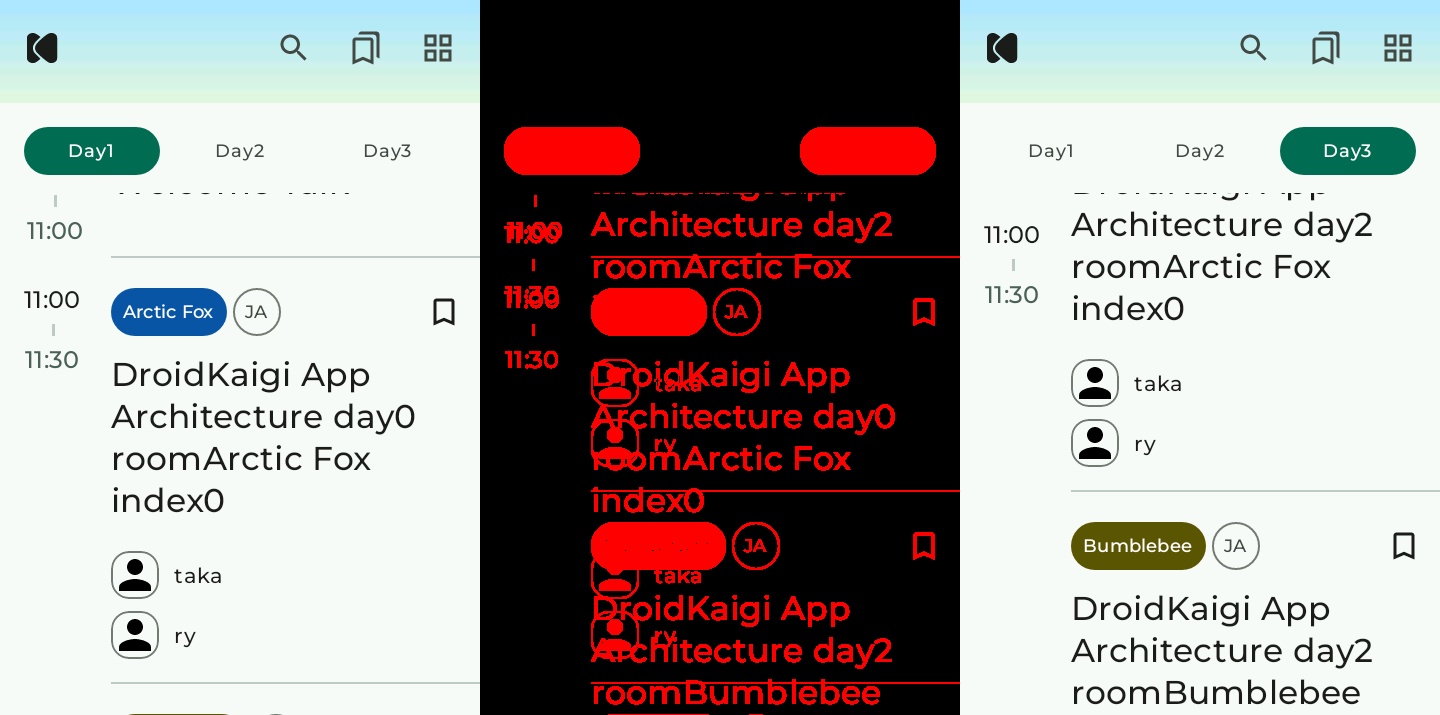 Day1
Day2
Day3
Welcome Talk
11:00
11:00
11:30
Arctic Fox
JA
DroidKaigi App
Architecture day0
roomArctic Fox
index0
taka
ry
DroidKaigi App
Architecture day2
roomArctic Fox
11:00
11:30
11:00
11:30
JA
DroidKaigi App
taka
Architecture day0
ry
roomArctic Fox
index0
JA
taka
DroidKaigi App
ry
Architecture day2
roomBumblebee
Day1
Day2
Day3
DroidKaigi App
Architecture day2
roomArctic Fox
index0
11:00
11:30
taka
ry
Bumblebee
JA
DroidKaigi App
Architecture day2
roomBumblebee